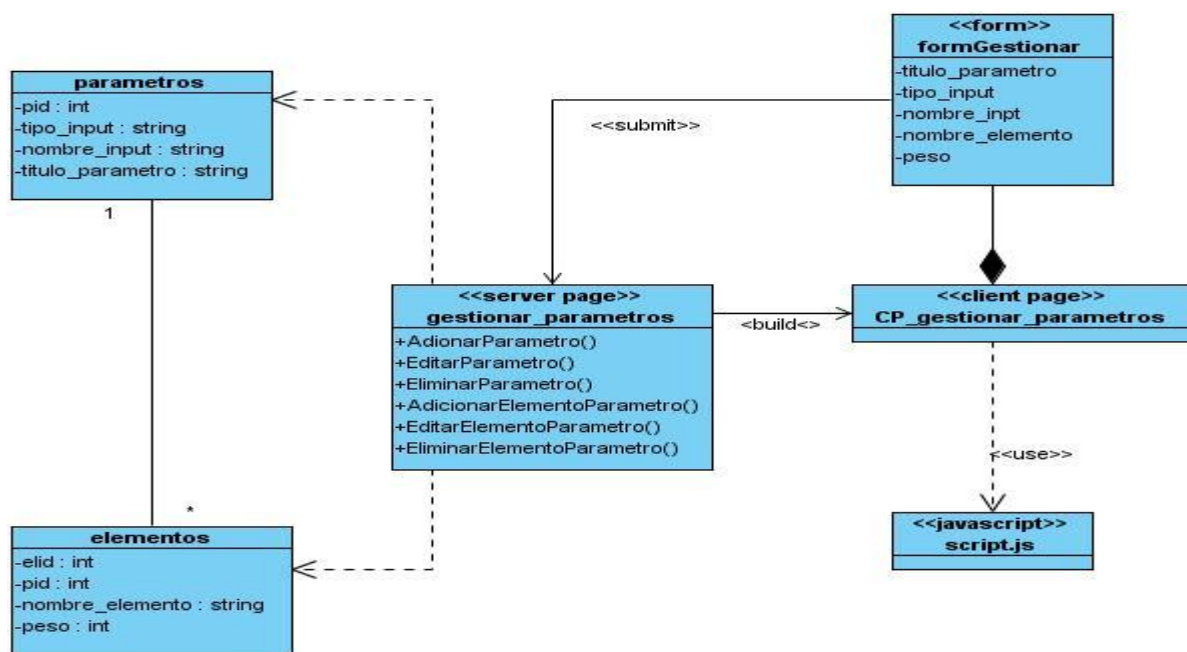 <<form>>
formGestionar
-titulo_parametro
-tipo_input
-nombre_inpt
-nombre_elemento
-peso
parametros
-pid : int
-tipo_input : string
-nombre_input : string
-titulo_parametro : string
<<submit>>
1
<<server page>>
gestionar_parametros
+AdionarParametro()
+EditarParametro()
+EliminarParametro()
+AdicionarElementoParametro()
+EditarElementoParametro()
+EliminarElementoParametro()
<build<>
<<client page>>
CP_gestionar_parametros
<<use>>
*
elementos
-elid : int
-pid : int
-nombre_elemento : string
-peso : int
<<javascript>>
script.js